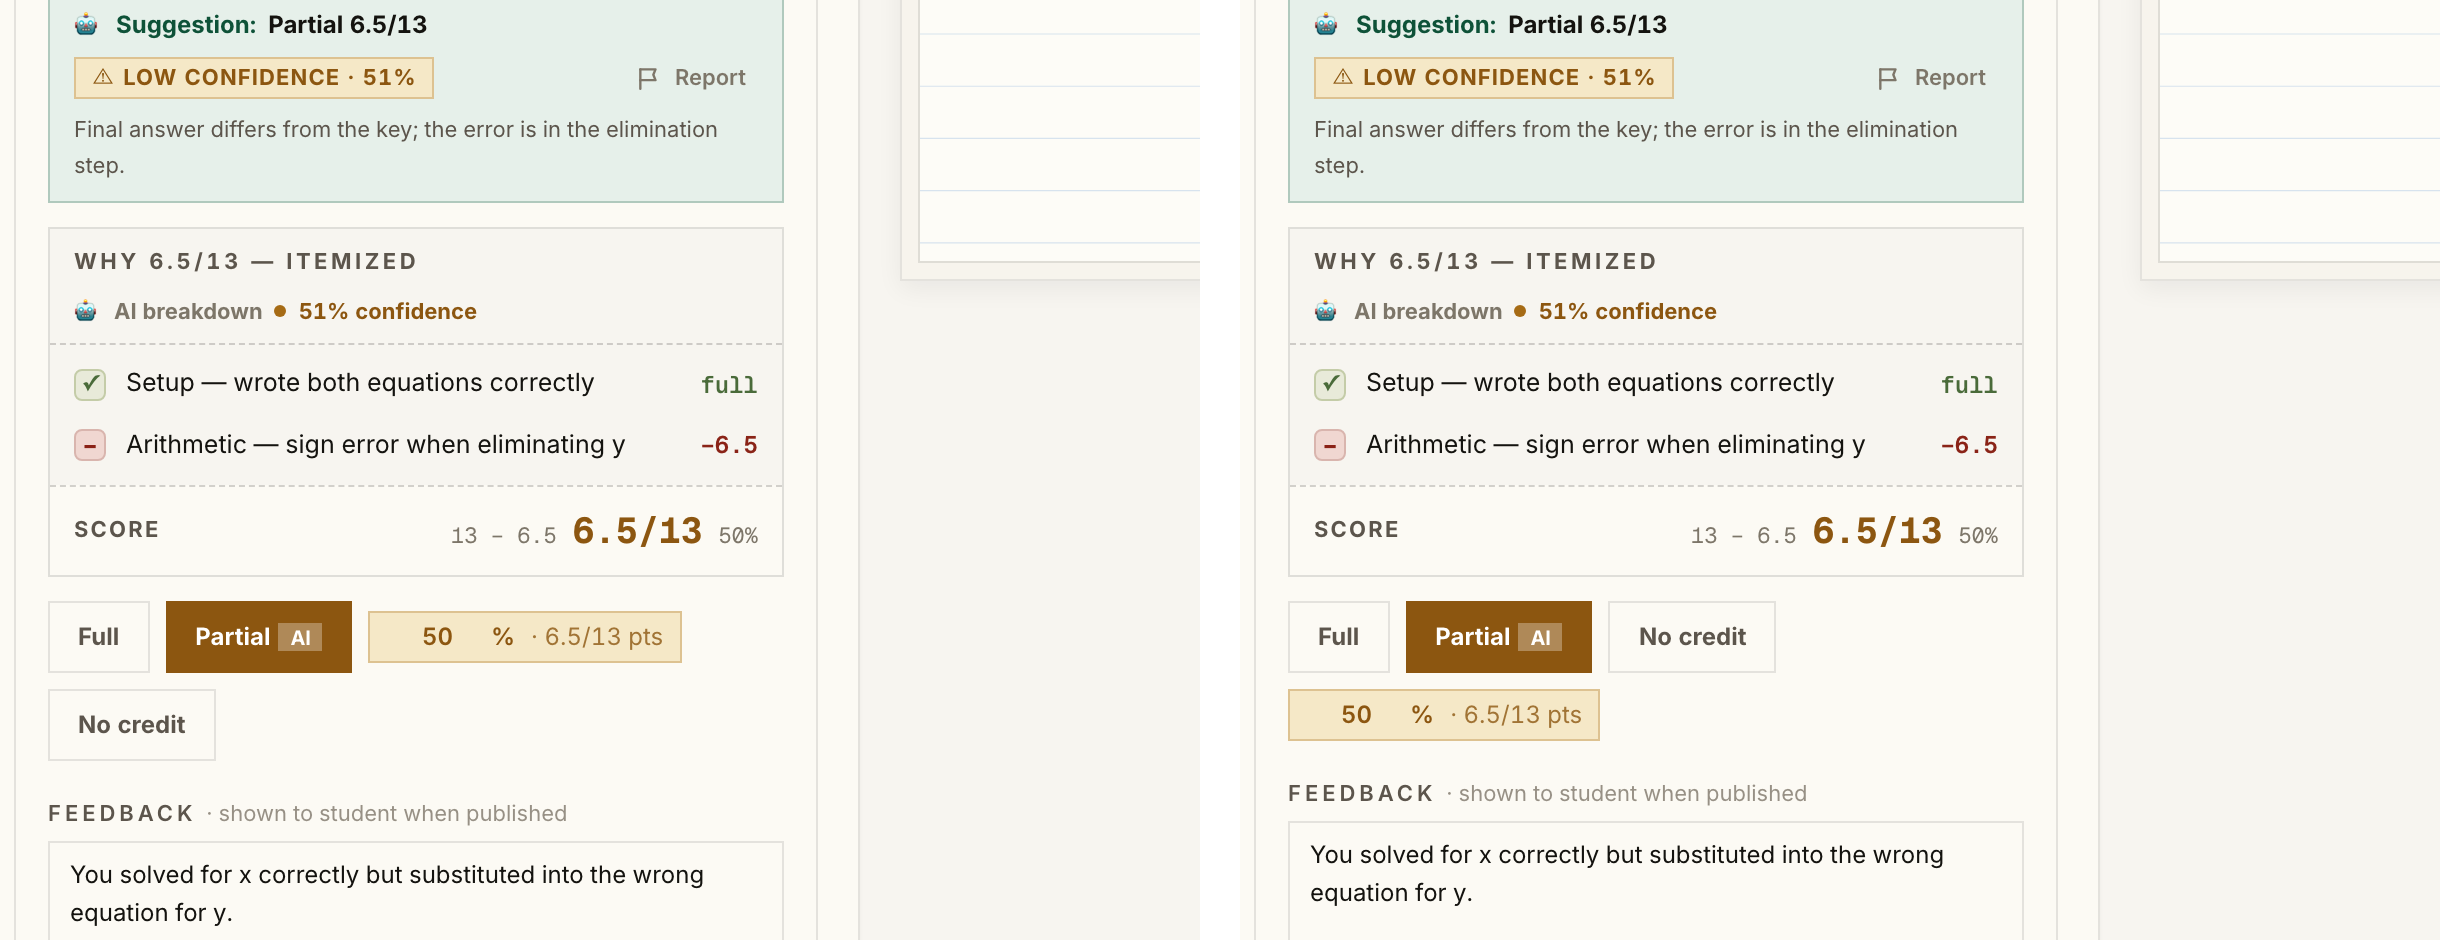 Suggestion: Partial 6.5/13
⚠ LOW CONFIDENCE · 51%
Report
Final answer differs from the key; the error is in the elimination
step.
WHY 6.5/13 — ITEMIZED
AI breakdown ● 51% confidence
✓ Setup — wrote both equations correctly full
– Arithmetic — sign error when eliminating y −6.5
SCORE 13 − 6.5 6.5/13 50%
Full
Partial AI
50 % · 6.5/13 pts
No credit
FEEDBACK · shown to student when published
You solved for x correctly but substituted into the wrong
equation for y.
Suggestion: Partial 6.5/13
⚠ LOW CONFIDENCE · 51%
Report
Final answer differs from the key; the error is in the elimination
step.
WHY 6.5/13 — ITEMIZED
AI breakdown ● 51% confidence
✓ Setup — wrote both equations correctly full
– Arithmetic — sign error when eliminating y −6.5
SCORE 13 − 6.5 6.5/13 50%
Full
Partial AI
No credit
50 % · 6.5/13 pts
FEEDBACK · shown to student when published
You solved for x correctly but substituted into the wrong
equation for y.